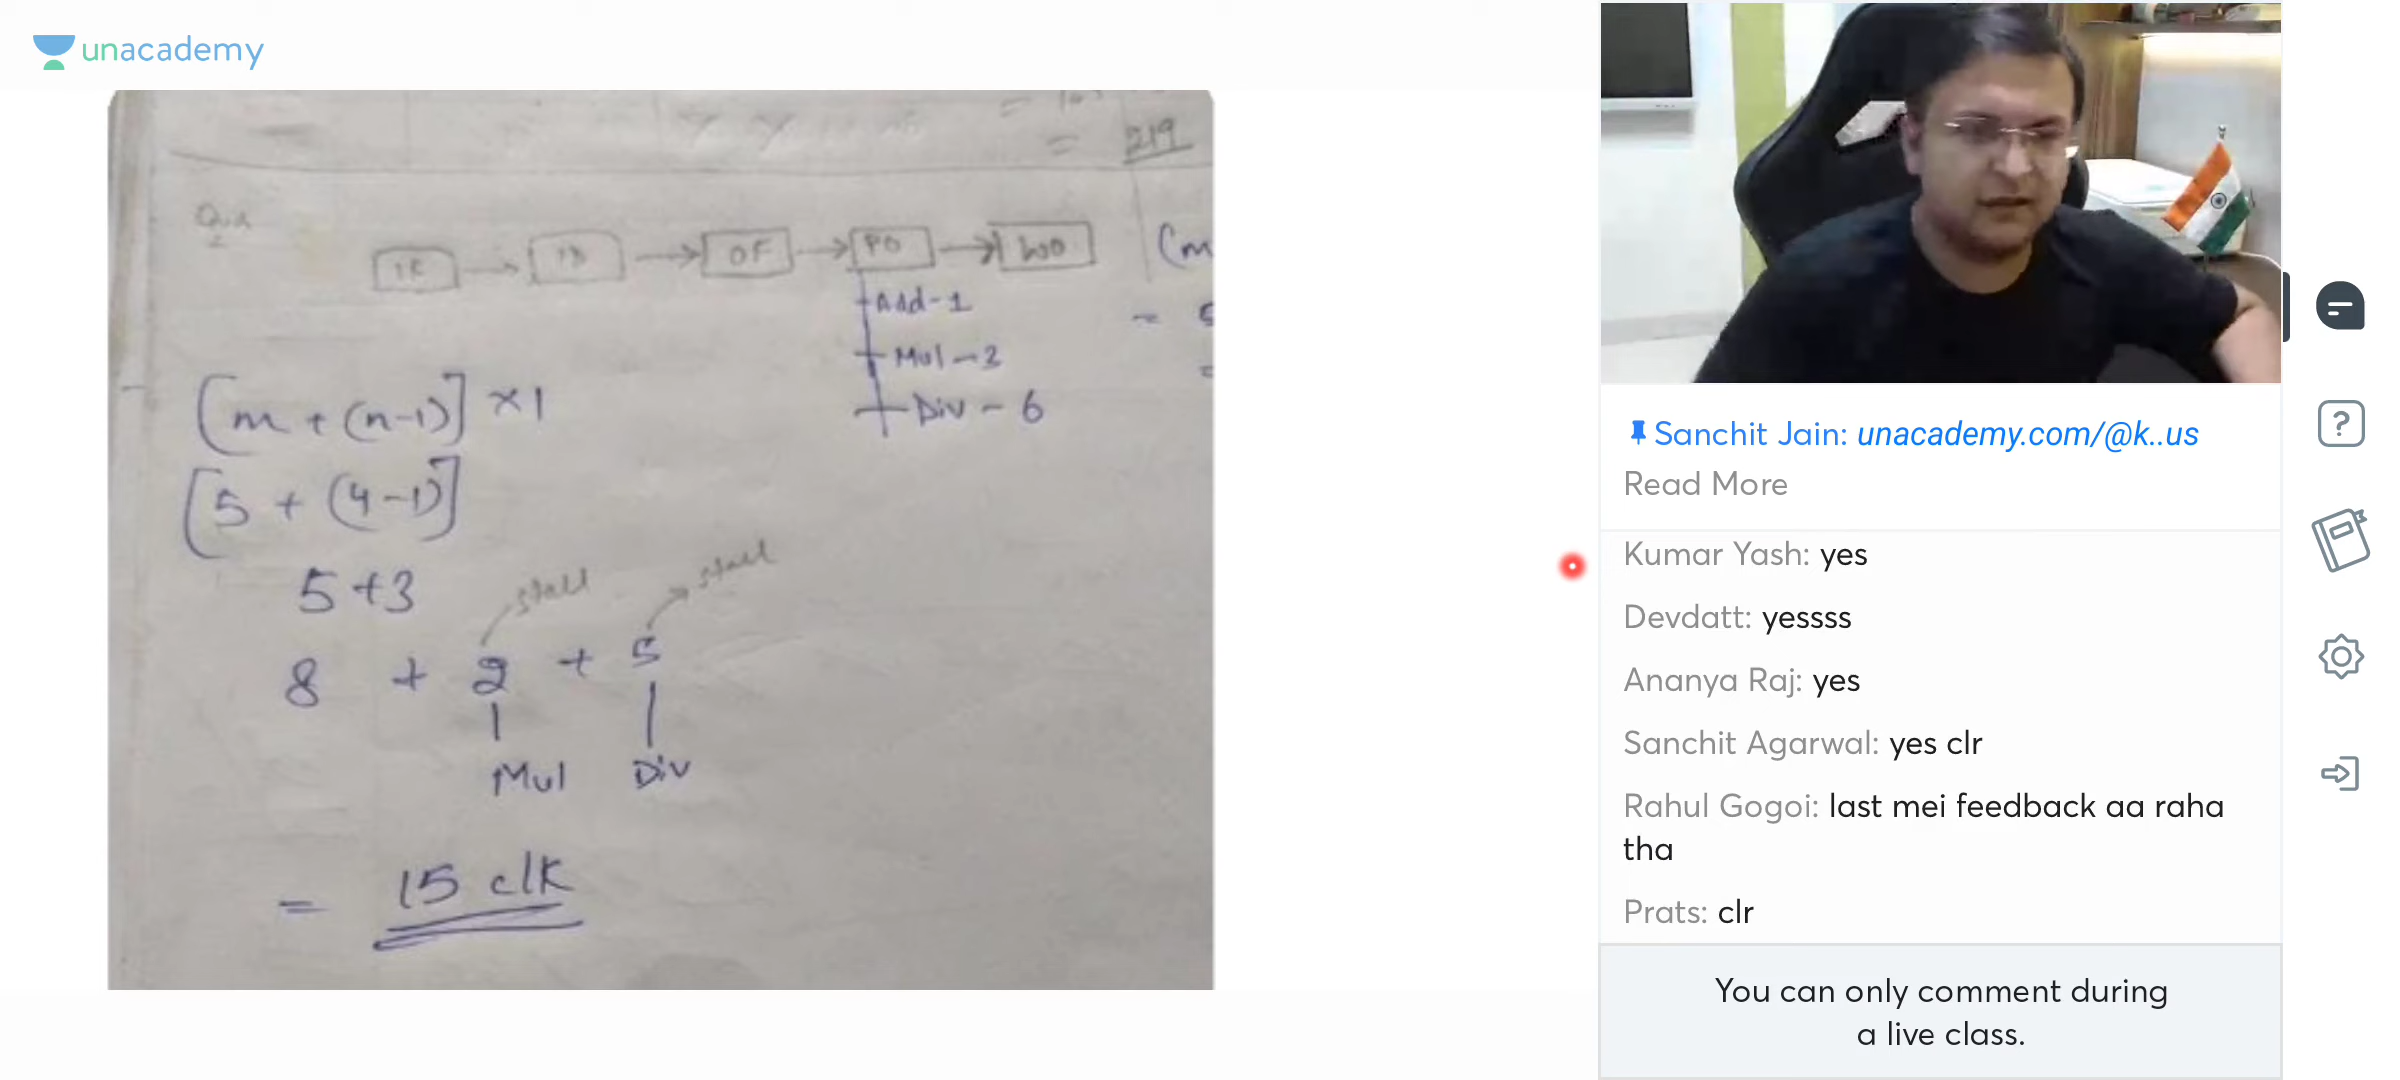 unacademy
= 219
Que
OF
PO
WO
(m
Add-1
Mul-3
Div - 6
[m + (n-1)] ×1
[5 + (4-1)]
5+3
stall
stall
8 + 2 + 5
Mul Div
= 15 clk
Sanchit Jain: unacademy.com/@k..us
Read More
Kumar Yash: yes
Devdatt: yessss
Ananya Raj: yes
Sanchit Agarwal: yes clr
Rahul Gogoi: last mei feedback aa raha
tha
Prats: clr
You can only comment during
a live class.